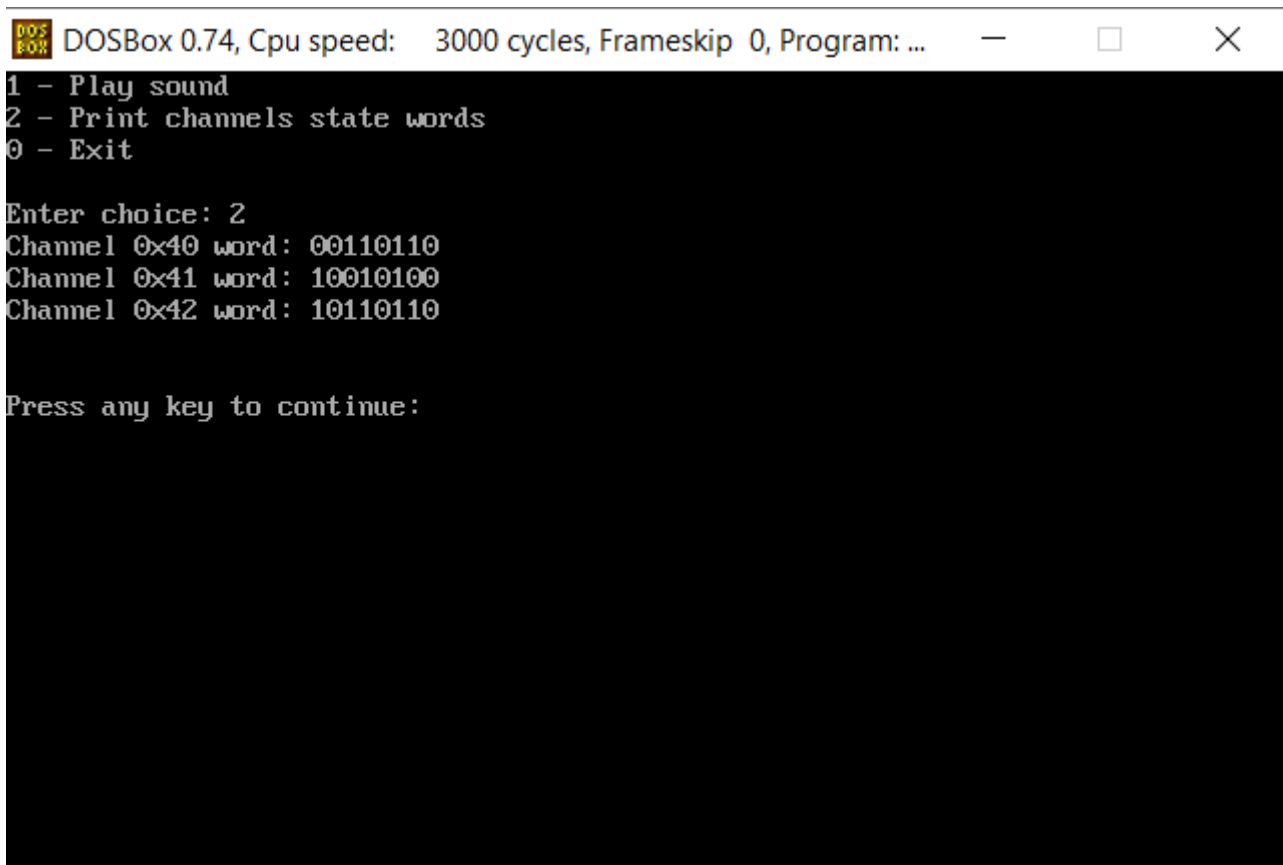 DOS BOX DOSBox 0.74, Cpu speed: 3000 cycles, Frameskip 0, Program: ...
1 - Play sound
2 - Print channels state words
0 - Exit
Enter choice: 2
Channel 0x40 word: 00110110
Channel 0x41 word: 10010100
Channel 0x42 word: 10110110
Press any key to continue: